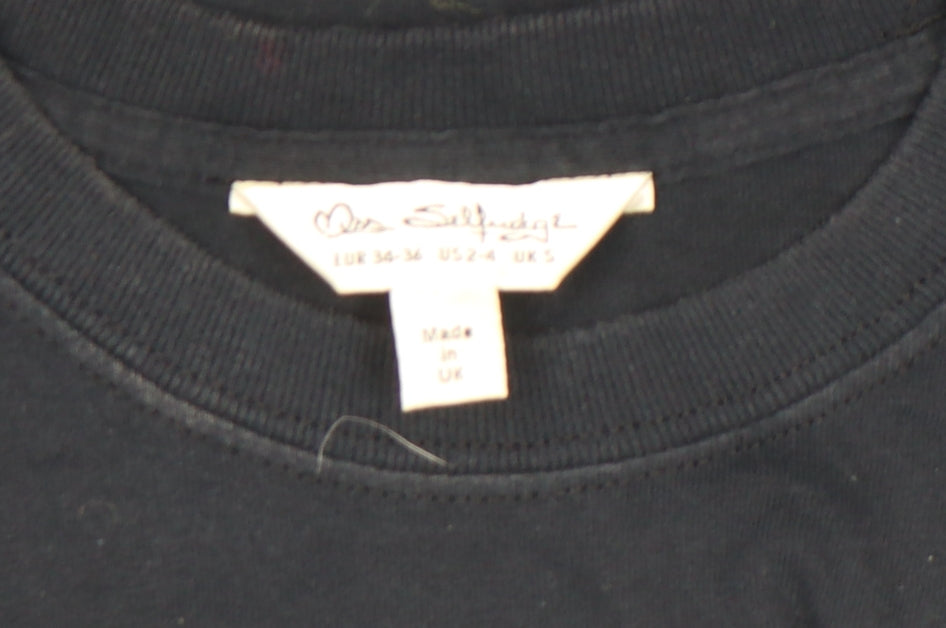 Miss Selfridge
EUR 34-36 US 2-4 UK S
Made
in
UK